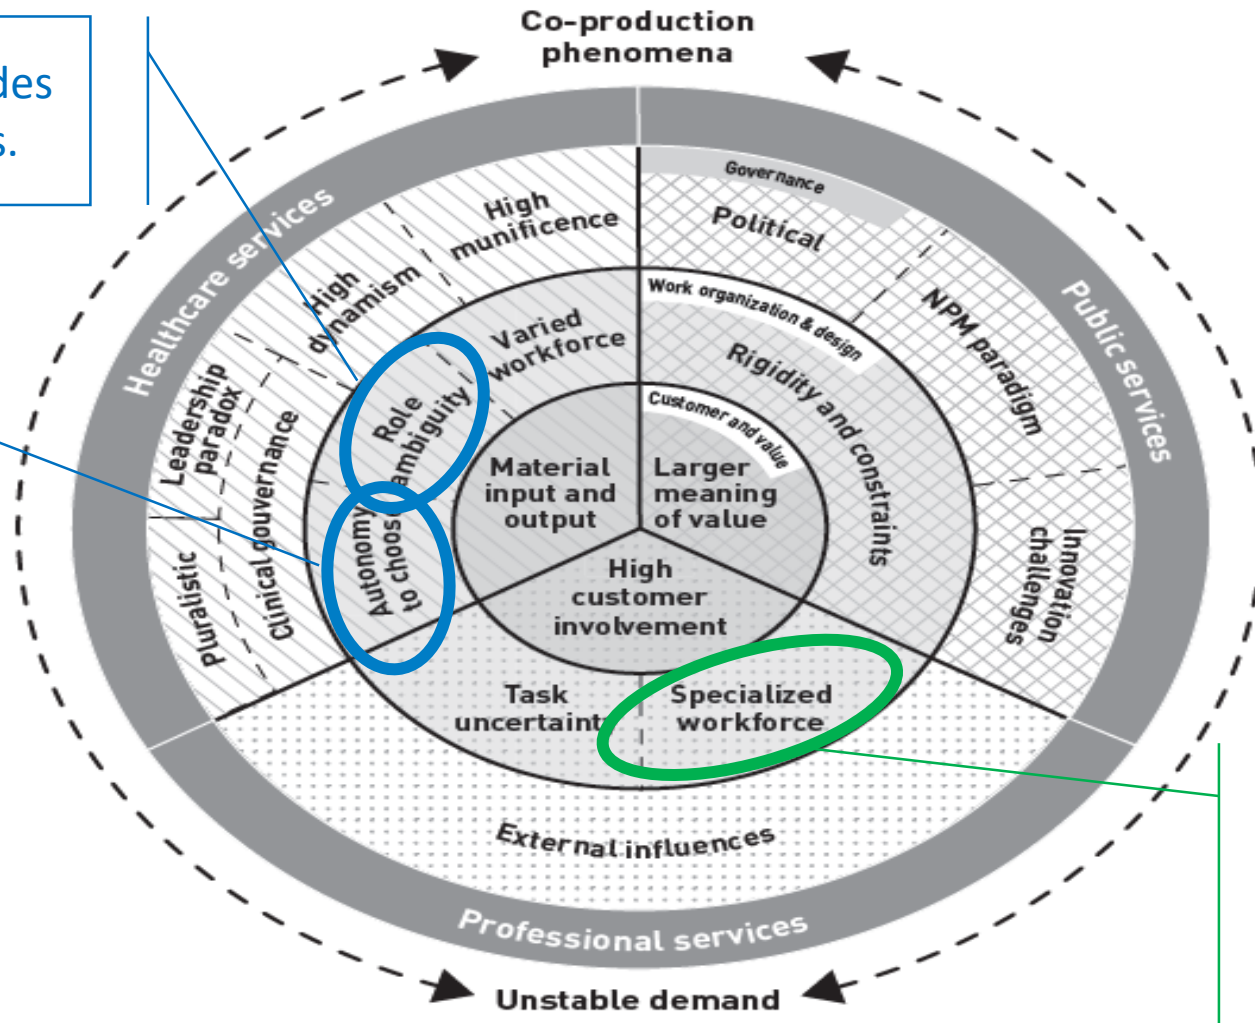 Co-production
phenomena
des
s.
Healthcare services
Public services
Professional services
Governance
Political
High
munificence
High
dynamism
NPM paradigm
Work organization & design
Varied
workforce
Rigidity and constraints
Role
ambiguity
Customer and value
Leadership
paradox
Clinical gouvernance
Material
input and
output
Larger
meaning
of value
Autonomy
to choose
Pluralistic
Innovation
challenges
High
customer
involvement
Task
uncertaint
Specialized
workforce
External influences
Unstable demand